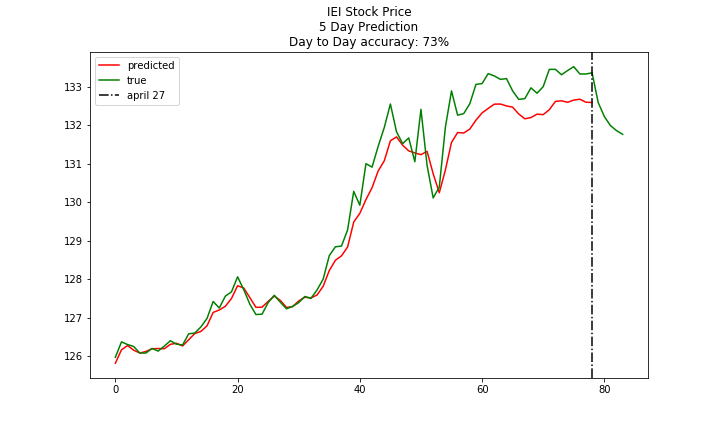 IEI Stock Price
5 Day Prediction
Day to Day accuracy: 73%
predicted
true
april 27
133
132
131
130
129
128
127
126
0 20 40 60 80